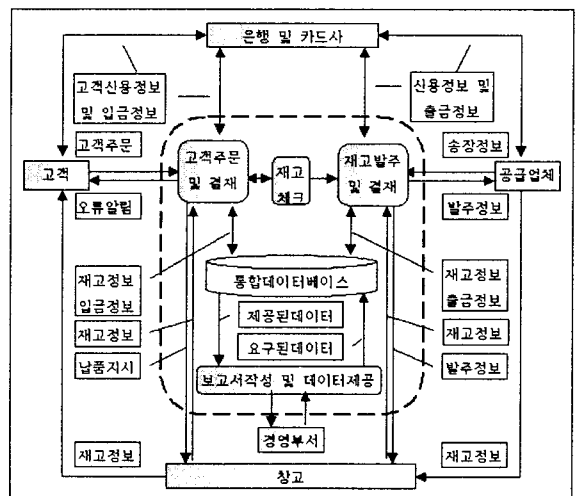 은행 및 카드사
고객신용정보
및 입금정보
신용정보 및
출금정보
고객주문
송장정보
고객
고객주문
및 결재
재고
체크
재고발주
및 결재
공급업체
오류알림
발주정보
재고정보
입금정보
통합데이터베이스
재고정보
출금정보
제공된데이터
재고정보
재고정보
요구된데이터
납품지시
발주정보
보고서작성 및 데이터제공
경영부서
재고정보
재고정보
창고